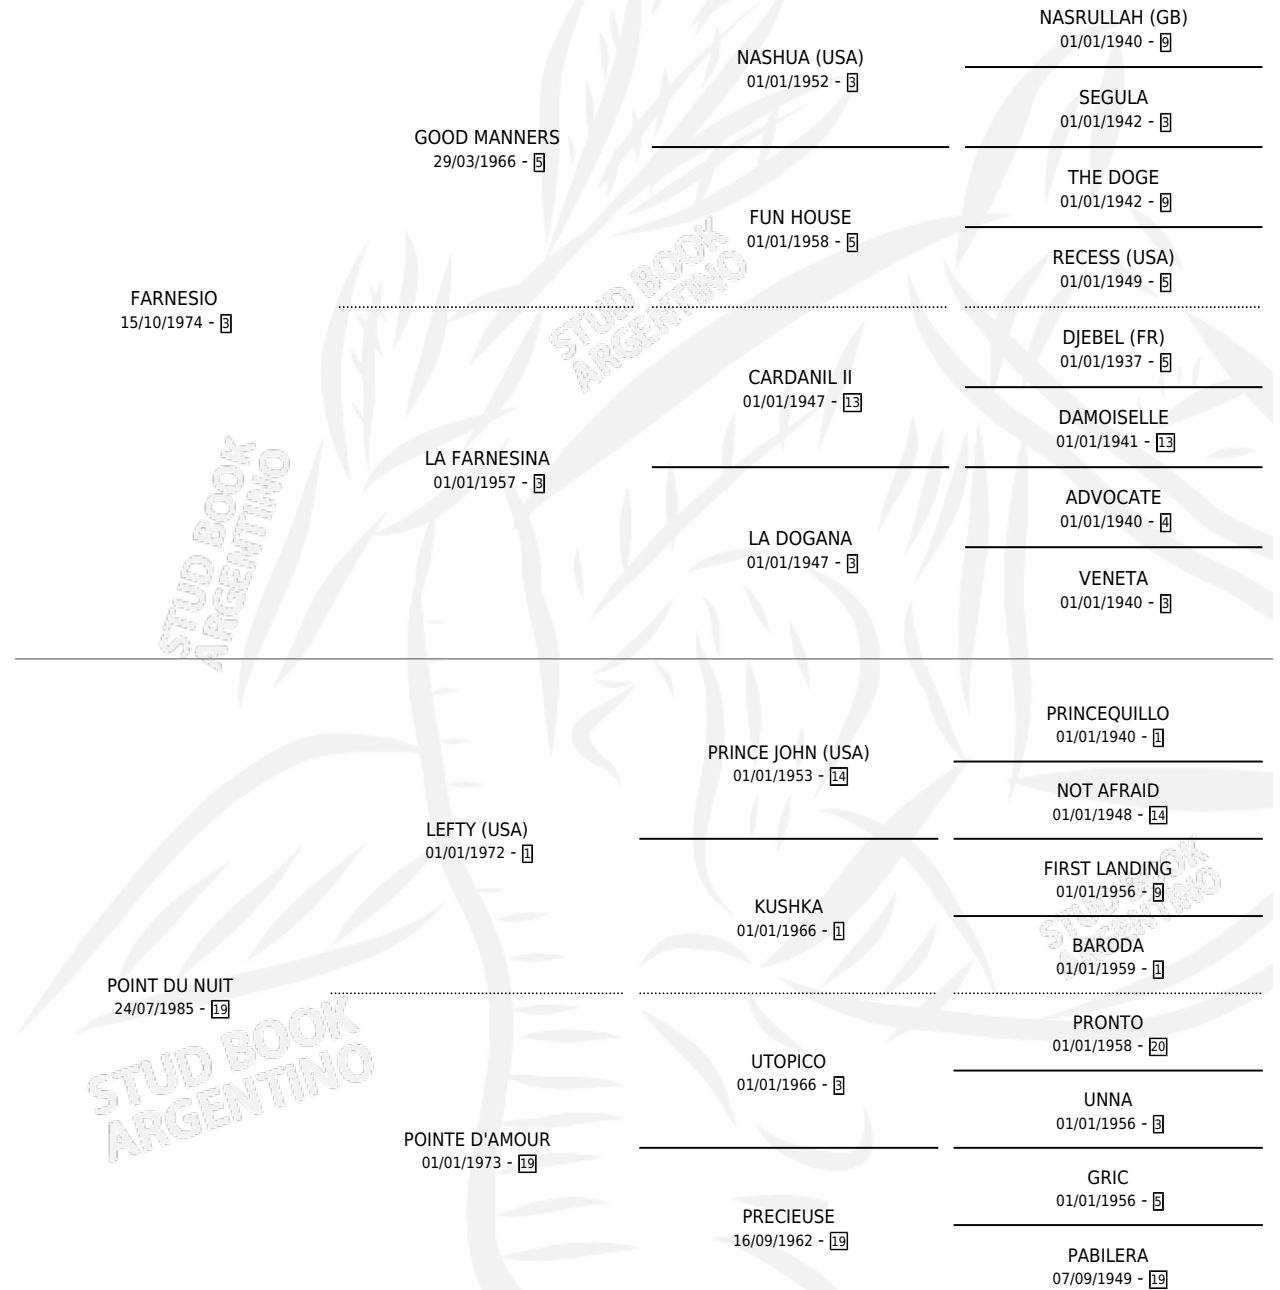 NASRULLAH (GB)
01/01/1940 - 9
NASHUA (USA)
01/01/1952 - 3
SEGULA
01/01/1942 - 3
GOOD MANNERS
29/03/1966 - 5
THE DOGE
01/01/1942 - 9
FUN HOUSE
01/01/1958 - 5
RECESS (USA)
01/01/1949 - 5
FARNESIO
15/10/1974 - 3
DJEBEL (FR)
01/01/1937 - 5
CARDANIL II
01/01/1947 - 13
DAMOISELLE
01/01/1941 - 13
LA FARNESINA
01/01/1957 - 3
ADVOCATE
01/01/1940 - 4
LA DOGANA
01/01/1947 - 3
VENETA
01/01/1940 - 3
PRINCEQUILLO
01/01/1940 - 1
PRINCE JOHN (USA)
01/01/1953 - 14
NOT AFRAID
01/01/1948 - 14
LEFTY (USA)
01/01/1972 - 1
FIRST LANDING
01/01/1956 - 9
KUSHKA
01/01/1966 - 1
BARODA
01/01/1959 - 1
POINT DU NUIT
24/07/1985 - 19
PRONTO
01/01/1958 - 20
UTOPICO
01/01/1966 - 3
UNNA
01/01/1956 - 3
POINTE D'AMOUR
01/01/1973 - 19
GRIC
01/01/1956 - 5
PRECIEUSE
16/09/1962 - 19
PABILERA
07/09/1949 - 19
STUD BOOK
ARGENTINO
STUD BOOK
ARGENTINO
STUD BOOK
ARGENTINO
STUD BOOK
ARGENTINO